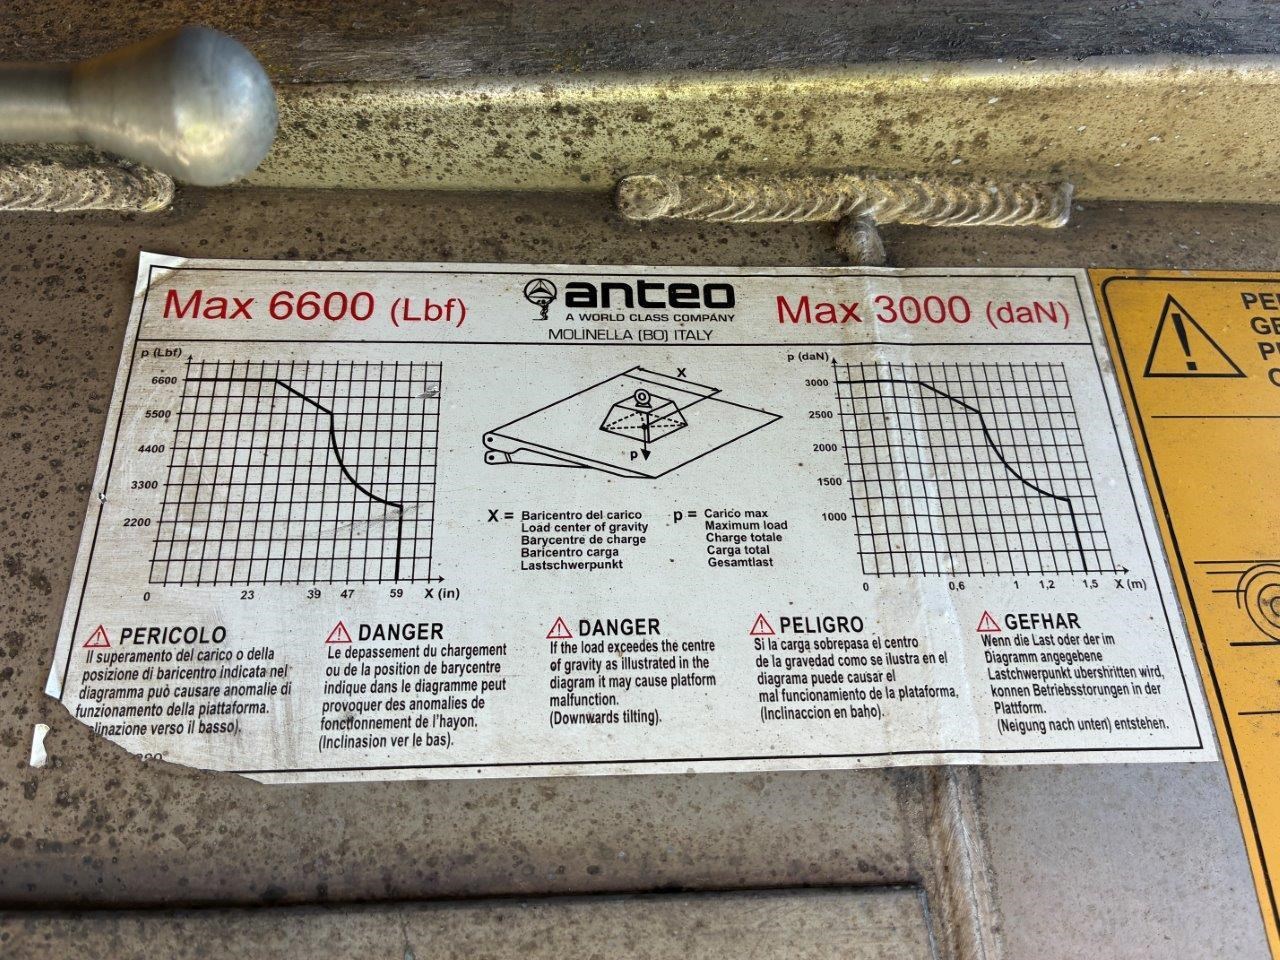 Max 6600 (Lbf)
anteo
A WORLD CLASS COMPANY
MOLINELLA (BO) ITALY
Max 3000 (daN)
p (Lbf)
6600
5500
4400
3300
2200
0
23
39
47
59
X (in)
X
p
X = Baricentro del carico
Load center of gravity
Barycentre de charge
Baricentro carga
Lastschwerpunkt
p = Carico max
Maximum load
Charge totale
Carga total
Gesamtlast
p (daN)
3000
2500
2000
1500
1000
0
0,6
1
1,2
1,5
X (m)
PERICOLO
Il superamento del carico o della
posizione di baricentro indicata nel
diagramma può causare anomalie di
funzionamento della piattaforma.
verso il basso).
DANGER
Le depassement du chargement
ou de la position de barycentre
indique dans le diagramme peut
provoquer des anomalies de
fonctionnement de l'hayon.
(Inclinasion ver le bas).
DANGER
If the load exceedes the centre
of gravity as illustrated in the
diagram it may cause platform
malfunction.
(Downwards tilting).
PELIGRO
Si la carga sobrepasa el centro
de la gravedad como se ilustra en el
diagrama puede causar el
mal funcionamiento de la plataforma,
(Inclinaccion en baho).
GEFHAR
Wenn die Last oder der im
Diagramm angegebene
Lastschwerpunkt ubershritten wird,
konnen Betriebsstorungen in der
Plattform.
(Neigung nach unten) entstehen.